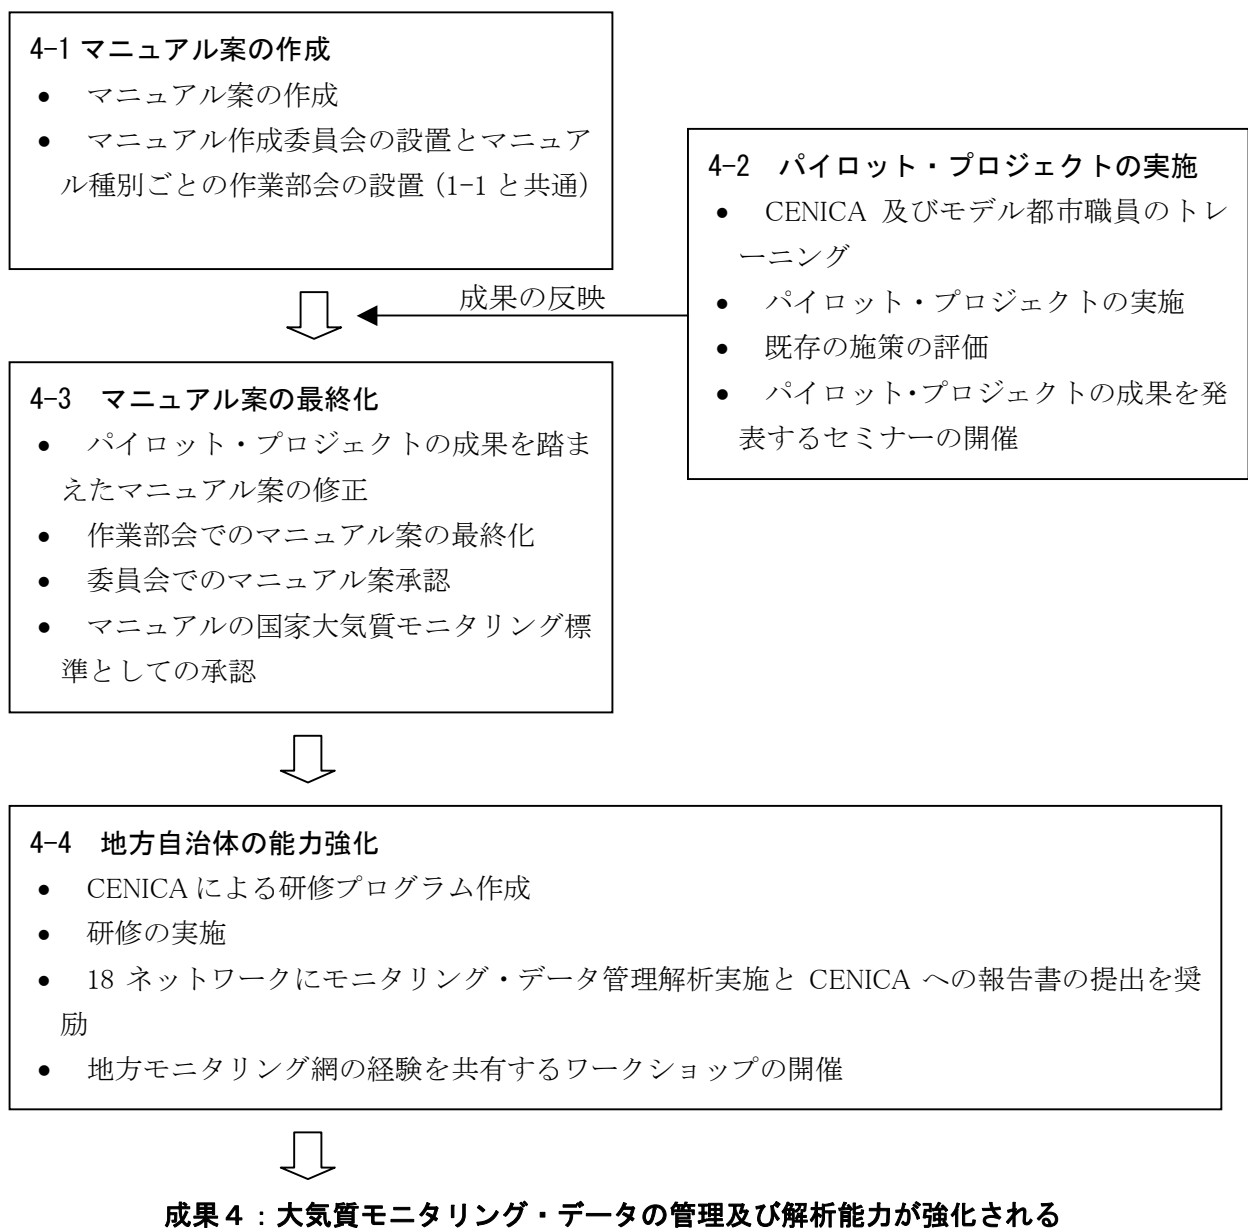 4-1 マニュアル案の作成
• マニュアル案の作成
• マニュアル作成委員会の設置とマニュア
ル種別ごとの作業部会の設置（1-1 と共通）
4-2　パイロット・プロジェクトの実施
• CENICA 及びモデル都市職員のトレ
ーニング
• パイロット・プロジェクトの実施
• 既存の施策の評価
• パイロット・プロジェクトの成果を発
表するセミナーの開催
成果の反映
4-3　マニュアル案の最終化
• パイロット・プロジェクトの成果を踏ま
えたマニュアル案の修正
• 作業部会でのマニュアル案の最終化
• 委員会でのマニュアル案承認
• マニュアルの国家大気質モニタリング標
準としての承認
4-4　地方自治体の能力強化
• CENICA による研修プログラム作成
• 研修の実施
• 18 ネットワークにモニタリング・データ管理解析実施と CENICA への報告書の提出を奨
励
• 地方モニタリング網の経験を共有するワークショップの開催
成果４：大気質モニタリング・データの管理及び解析能力が強化される